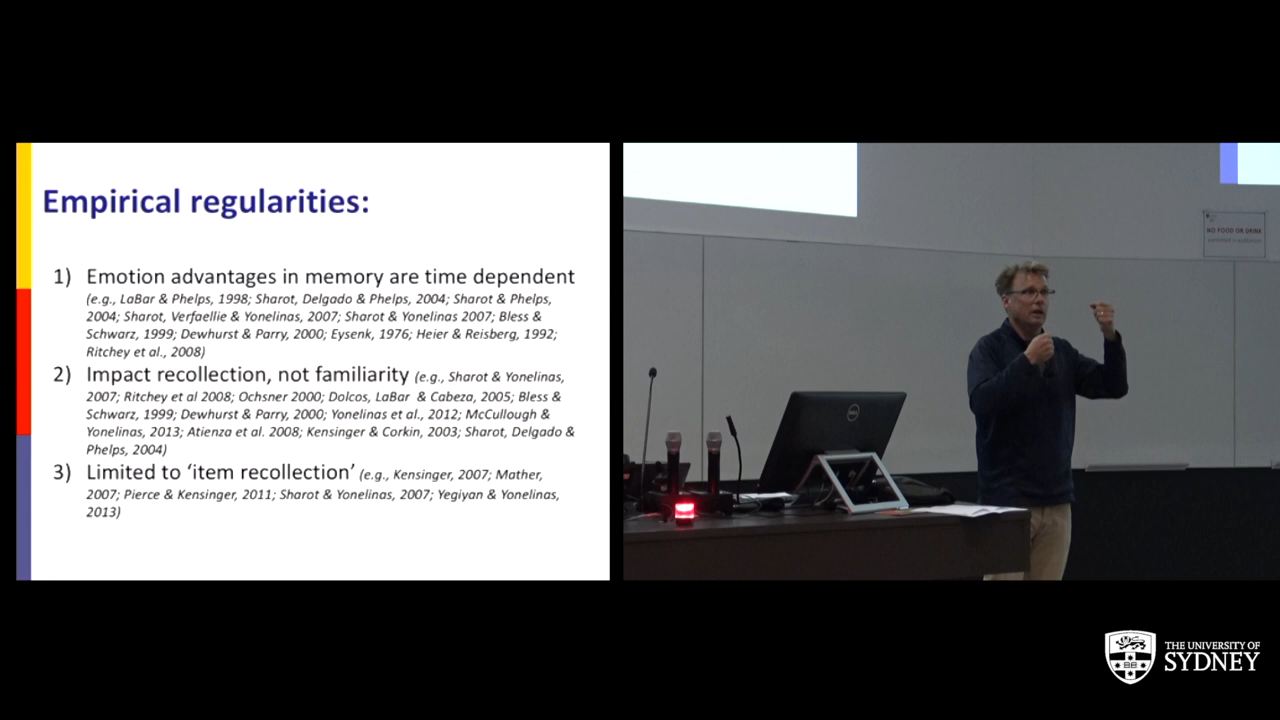 Empirical regularities:
1) Emotion advantages in memory are time dependent
(e.g., LaBar & Phelps, 1998; Sharot, Delgado & Phelps, 2004; Sharot & Phelps,
2004; Sharot, Verfaellie & Yonelinas, 2007; Sharot & Yonelinas 2007; Bless &
Schwarz, 1999; Dewhurst & Parry, 2000; Eysenk, 1976; Heier & Reisberg, 1992;
Ritchey et al., 2008)
2) Impact recollection, not familiarity (e.g., Sharot & Yonelinas,
2007; Ritchey et al 2008; Ochsner 2000; Dolcos, LaBar & Cabeza, 2005; Bless &
Schwarz, 1999; Dewhurst & Parry, 2000; Yonelinas et al., 2012; McCullough &
Yonelinas, 2013; Atienza et al. 2008; Kensinger & Corkin, 2003; Sharot, Delgado &
Phelps, 2004)
3) Limited to ‘item recollection’ (e.g., Kensinger, 2007; Mather,
2007; Pierce & Kensinger, 2011; Sharot & Yonelinas, 2007; Yegiyan & Yonelinas,
2013)
NO FOOD OR DRINK
DELL
THE UNIVERSITY OF
SYDNEY